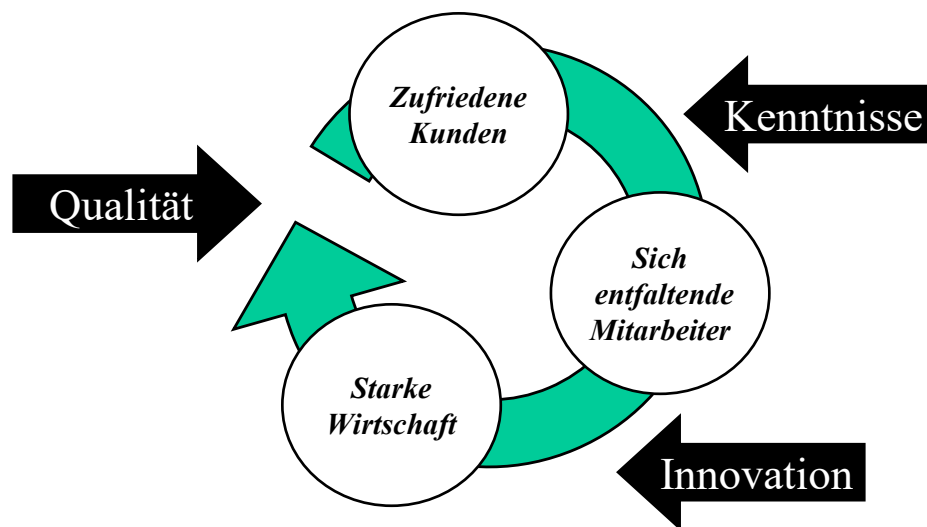 Zufriedene
Kunden
Kenntnisse
Qualität
Sich
entfaltende
Mitarbeiter
Starke
Wirtschaft
Innovation